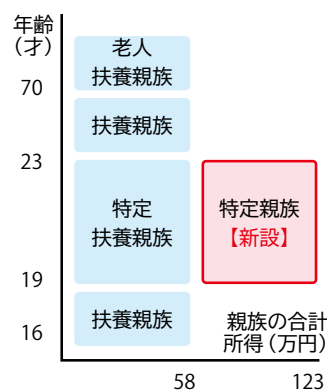 年齢
（才）
老人
扶養親族
70
扶養親族
23
特定
扶養親族
特定親族
【新設】
19
扶養親族
16
親族の合計
所得（万円）
58
123